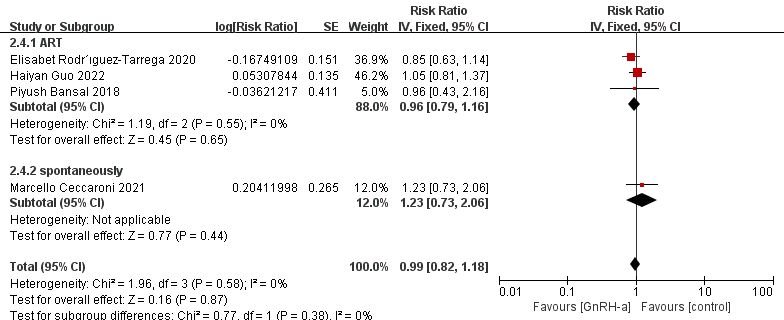 Risk Ratio Risk Ratio
Study or Subgroup log[Risk Ratio] SE Weight IV, Fixed, 95% CI IV, Fixed, 95% CI
2.4.1 ART
Elisabet Rodr´ıguez-Tarrega 2020 -0.16749109 0.151 36.9% 0.85 [0.63, 1.14]
Haiyan Guo 2022 0.05307844 0.135 46.2% 1.05 [0.81, 1.37]
Piyush Bansal 2018 -0.03621217 0.411 5.0% 0.96 [0.43, 2.16]
Subtotal (95% CI) 88.0% 0.96 [0.79, 1.16]
Heterogeneity: Chi² = 1.19, df = 2 (P = 0.55); I² = 0%
Test for overall effect: Z = 0.45 (P = 0.65)
2.4.2 spontaneously
Marcello Ceccaroni 2021 0.20411998 0.265 12.0% 1.23 [0.73, 2.06]
Subtotal (95% CI) 12.0% 1.23 [0.73, 2.06]
Heterogeneity: Not applicable
Test for overall effect: Z = 0.77 (P = 0.44)
Total (95% CI) 100.0% 0.99 [0.82, 1.18]
Heterogeneity: Chi² = 1.96, df = 3 (P = 0.58); I² = 0%
Test for overall effect: Z = 0.16 (P = 0.87)
Test for subgroup differences: Chi² = 0.77, df = 1 (P = 0.38), I² = 0%
0.01 0.1 1 10 100
Favours [GnRH-a] Favours [control]